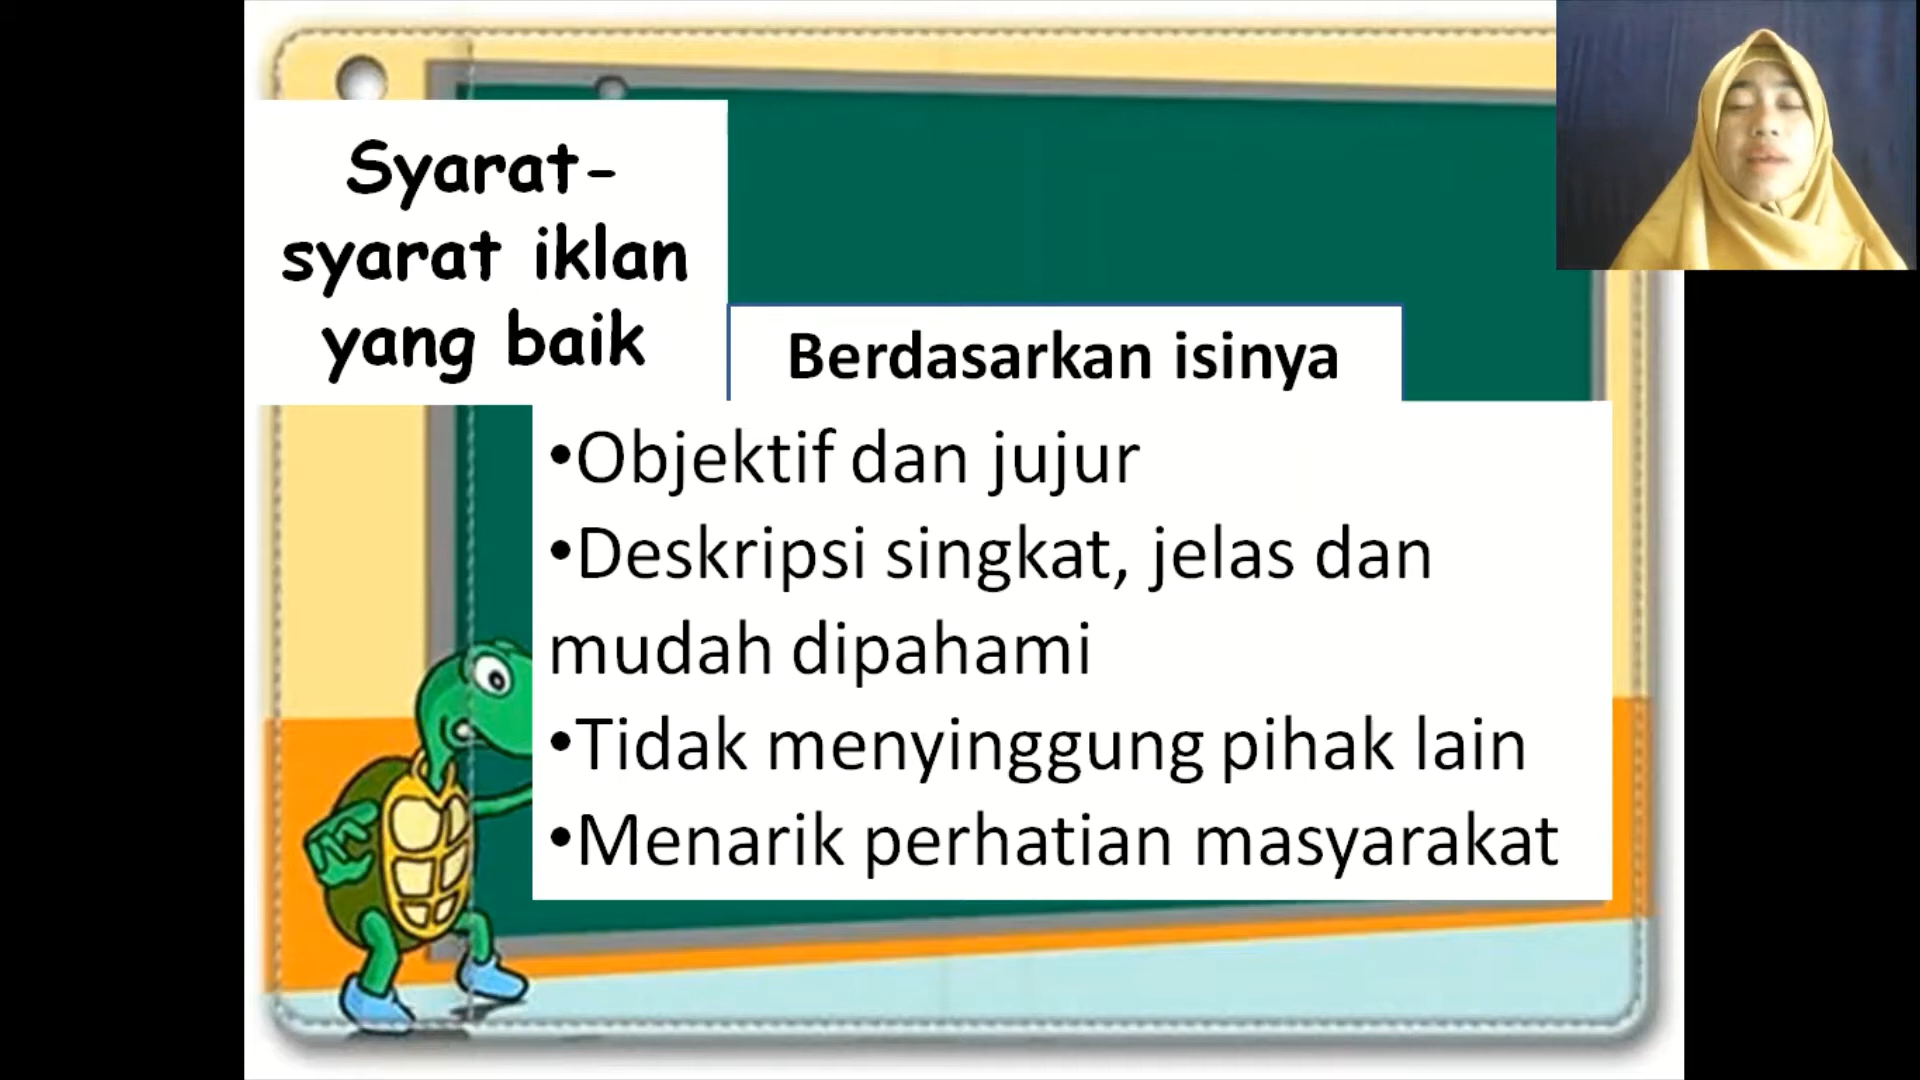 Syarat-
syarat iklan
yang baik
Berdasarkan isinya
•Objektif dan jujur
•Deskripsi singkat, jelas dan
mudah dipahami
•Tidak menyinggung pihak lain
•Menarik perhatian masyarakat